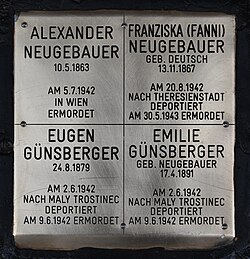 ALEXANDER
NEUGEBAUER
10.5.1863
AM 5.7.1942
IN WIEN
ERMORDET
FRANZISKA (FANNI)
NEUGEBAUER
GEB. DEUTSCH
13.11.1867
AM 20.8.1942
NACH THERESIENSTADT
DEPORTIERT
AM 30.5.1943 ERMORDET
EUGEN
GÜNSBERGER
24.8.1879
AM 2.6.1942
NACH MALY TROSTINEC
DEPORTIERT
AM 9.6.1942 ERMORDET
EMILIE
GÜNSBERGER
GEB. NEUGEBAUER
17.4.1891
AM 2.6.1942
NACH MALY TROSTINEC
DEPORTIERT
AM 9.6.1942 ERMORDET